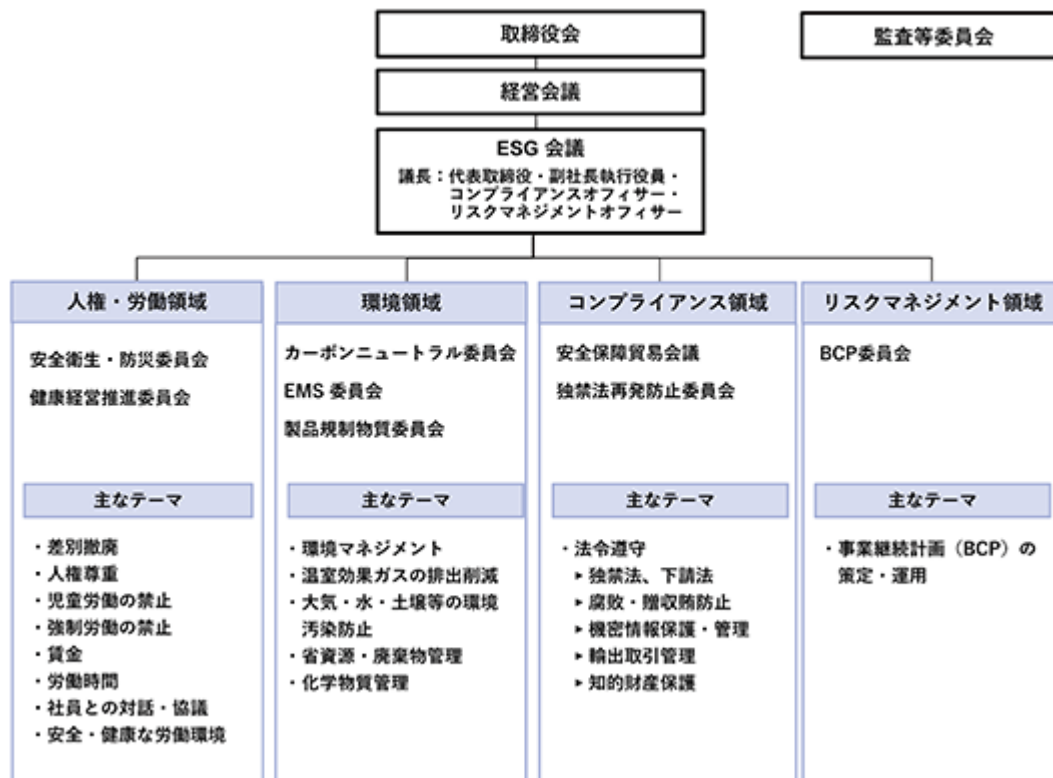 取締役会
監査等委員会
経営会議
ESG 会議
議長：代表取締役・副社長執行役員・
コンプライアンスオフィサー・
リスクマネジメントオフィサー
人権・労働領域
安全衛生・防災委員会
健康経営推進委員会
主なテーマ
・差別撤廃
・人権尊重
・児童労働の禁止
・強制労働の禁止
・賃金
・労働時間
・社員との対話・協議
・安全・健康な労働環境
環境領域
カーボンニュートラル委員会
EMS 委員会
製品規制物質委員会
主なテーマ
・環境マネジメント
・温室効果ガスの排出削減
・大気・水・土壌等の環境
汚染防止
・省資源・廃棄物管理
・化学物質管理
コンプライアンス領域
安全保障貿易会議
独禁法再発防止委員会
主なテーマ
・法令遵守
▸ 独禁法、下請法
▸ 腐敗・贈収賄防止
▸ 機密情報保護・管理
▸ 輸出取引管理
▸ 知的財産保護
リスクマネジメント領域
BCP委員会
主なテーマ
・事業継続計画（BCP）の
策定・運用